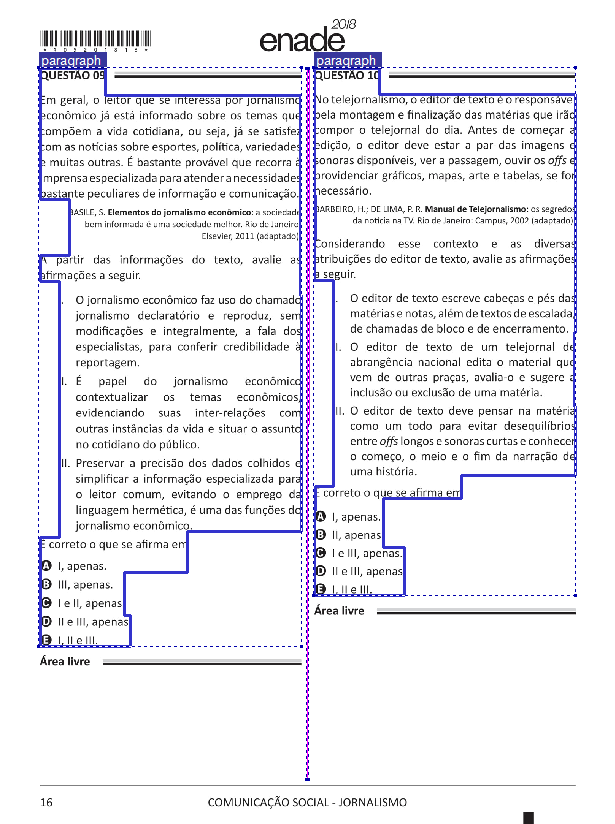 *R0520181 6*
enade
2018
paragraph
QUESTÃO 09
Em geral, o leitor que se interessa por jornalismo
econômico já está informado sobre os temas que
compõem a vida cotidiana, ou seja, já se satisfez
com as notícias sobre esportes, política, variedades
e muitas outras. É bastante provável que recorra à
imprensa especializada para atender a necessidades
bastante peculiares de informação e comunicação.
BASILE, S. Elementos do jornalismo econômico: a sociedade
bem informada é uma sociedade melhor. Rio de Janeiro:
Elsevier, 2011 (adaptado).
A partir das informações do texto, avalie as
afirmações a seguir.
I. O jornalismo econômico faz uso do chamado
jornalismo declaratório e reproduz, sem
modificações e integralmente, a fala dos
especialistas, para conferir credibilidade à
reportagem.
II. É papel do jornalismo econômico
contextualizar os temas econômicos,
evidenciando suas inter-relações com
outras instâncias da vida e situar o assunto
no cotidiano do público.
III. Preservar a precisão dos dados colhidos e
simplificar a informação especializada para
o leitor comum, evitando o emprego da
linguagem hermética, é uma das funções do
jornalismo econômico.
É correto o que se afirma em
A I, apenas.
B III, apenas.
C I e II, apenas.
D II e III, apenas.
E I, II e III.
Área livre
paragraph
QUESTÃO 10
No telejornalismo, o editor de texto é o responsável
pela montagem e finalização das matérias que irão
compor o telejornal do dia. Antes de começar a
edição, o editor deve estar a par das imagens e
sonoras disponíveis, ver a passagem, ouvir os offs e
providenciar gráficos, mapas, arte e tabelas, se for
necessário.
BARBEIRO, H.; DE LIMA, P. R. Manual de Telejornalismo: os segredos
da notícia na TV. Rio de Janeiro: Campus, 2002 (adaptado).
Considerando esse contexto e as diversas
atribuições do editor de texto, avalie as afirmações
a seguir.
I. O editor de texto escreve cabeças e pés das
matérias e notas, além de textos de escalada,
de chamadas de bloco e de encerramento.
II. O editor de texto de um telejornal de
abrangência nacional edita o material que
vem de outras praças, avalia-o e sugere a
inclusão ou exclusão de uma matéria.
III. O editor de texto deve pensar na matéria
como um todo para evitar desequilíbrios
entre offs longos e sonoras curtas e conhecer
o começo, o meio e o fim da narração de
uma história.
É correto o que se afirma em
A I, apenas.
B II, apenas.
C I e III, apenas.
D II e III, apenas.
E I, II e III.
Área livre
16
COMUNICAÇÃO SOCIAL - JORNALISMO